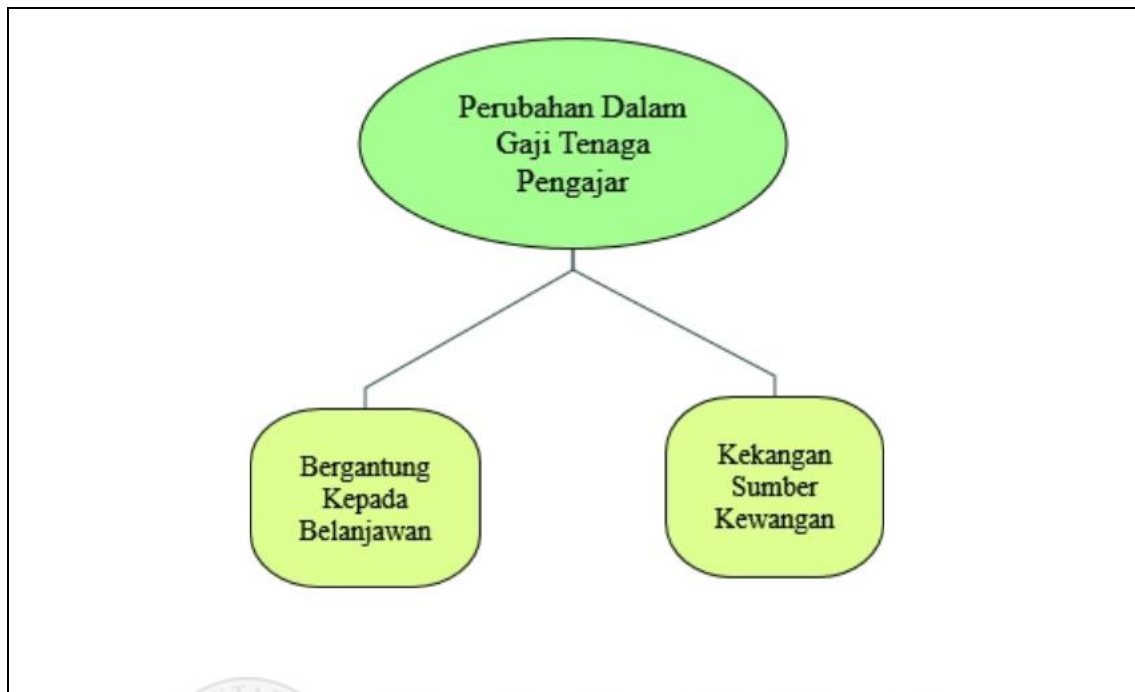 Perubahan Dalam
Gaji Tenaga
Pengajar
Bergantung
Kepada
Belanjawan
Kekangan
Sumber
Kewangan